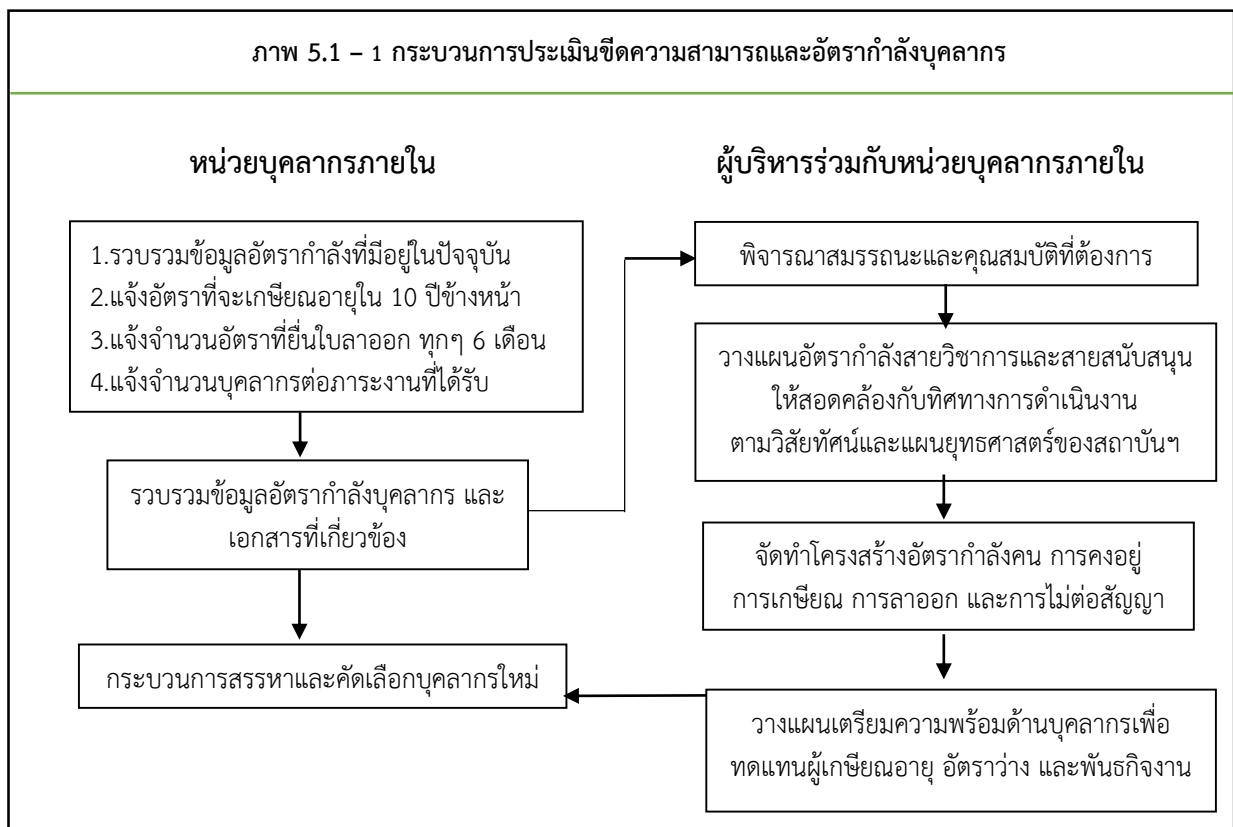 ภาพ 5.1 – 1 กระบวนการประเมินขีดความสามารถและอัตรากำลังบุคลากร
หน่วยบุคลากรภายใน
1.รวบรวมข้อมูลอัตรากำลังที่มีอยู่ในปัจจุบัน
2.แจ้งอัตราที่จะเกษียณอายุใน 10 ปีข้างหน้า
3.แจ้งจำนวนอัตราที่ยื่นใบลาออก ทุกๆ 6 เดือน
4.แจ้งจำนวนบุคลากรต่อภาระงานที่ได้รับ
รวบรวมข้อมูลอัตรากำลังบุคลากร และ
เอกสารที่เกี่ยวข้อง
กระบวนการสรรหาและคัดเลือกบุคลากรใหม่
ผู้บริหารร่วมกับหน่วยบุคลากรภายใน
พิจารณาสมรรถนะและคุณสมบัติที่ต้องการ
วางแผนอัตรากำลังสายวิชาการและสายสนับสนุน
ให้สอดคล้องกับทิศทางการดำเนินงาน
ตามวิสัยทัศน์และแผนยุทธศาสตร์ของสถาบันฯ
จัดทำโครงสร้างอัตรากำลังคน การคงอยู่
การเกษียณ การลาออก และการไม่ต่อสัญญา
วางแผนเตรียมความพร้อมด้านบุคลากรเพื่อ
ทดแทนผู้เกษียณอายุ อัตราว่าง และพันธกิจงาน